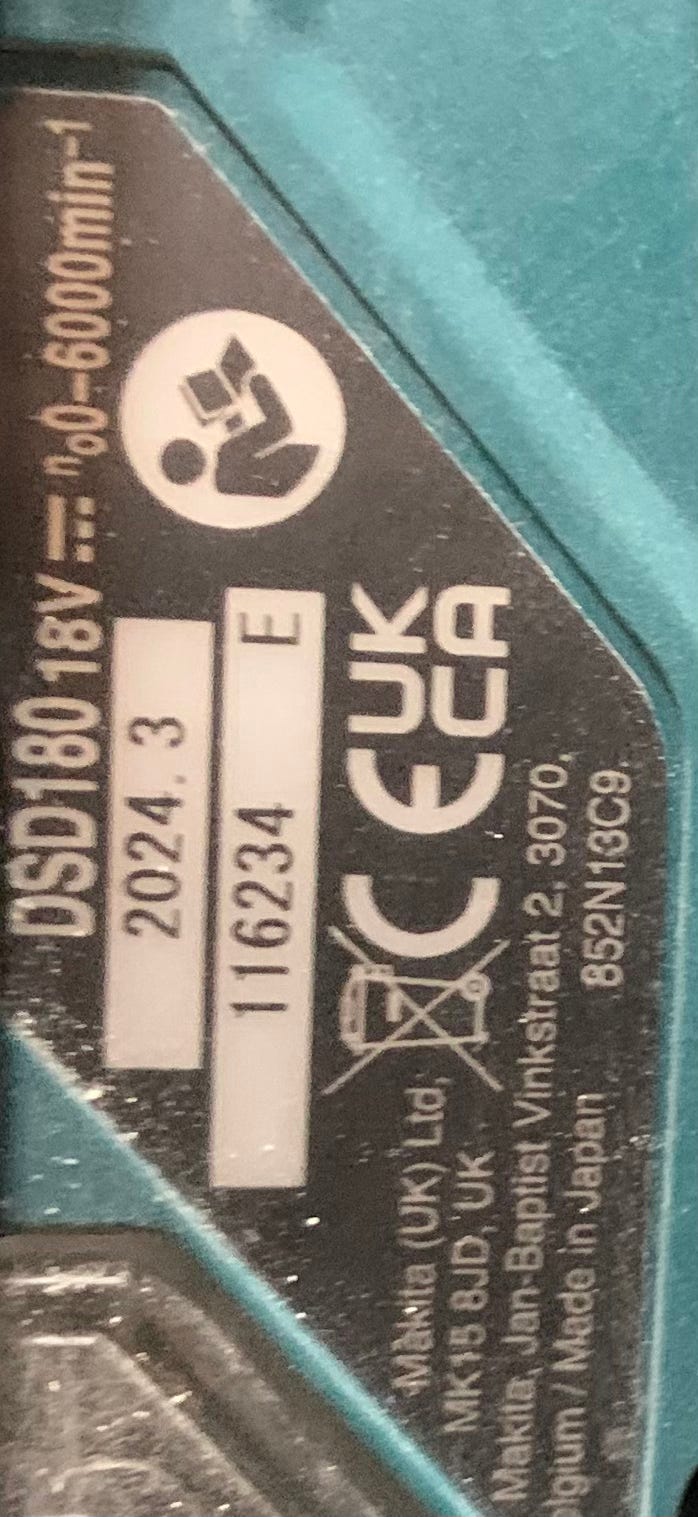 DSD180 18V n₀0-6000min⁻¹
2024. 3
116234 E
CE UK CA
Makita (UK) Ltd,
MK15 8JD, UK
Makita, Jan-Baptist Vinkstraat 2, 3070,
lgium / Made in Japan 852N13C9